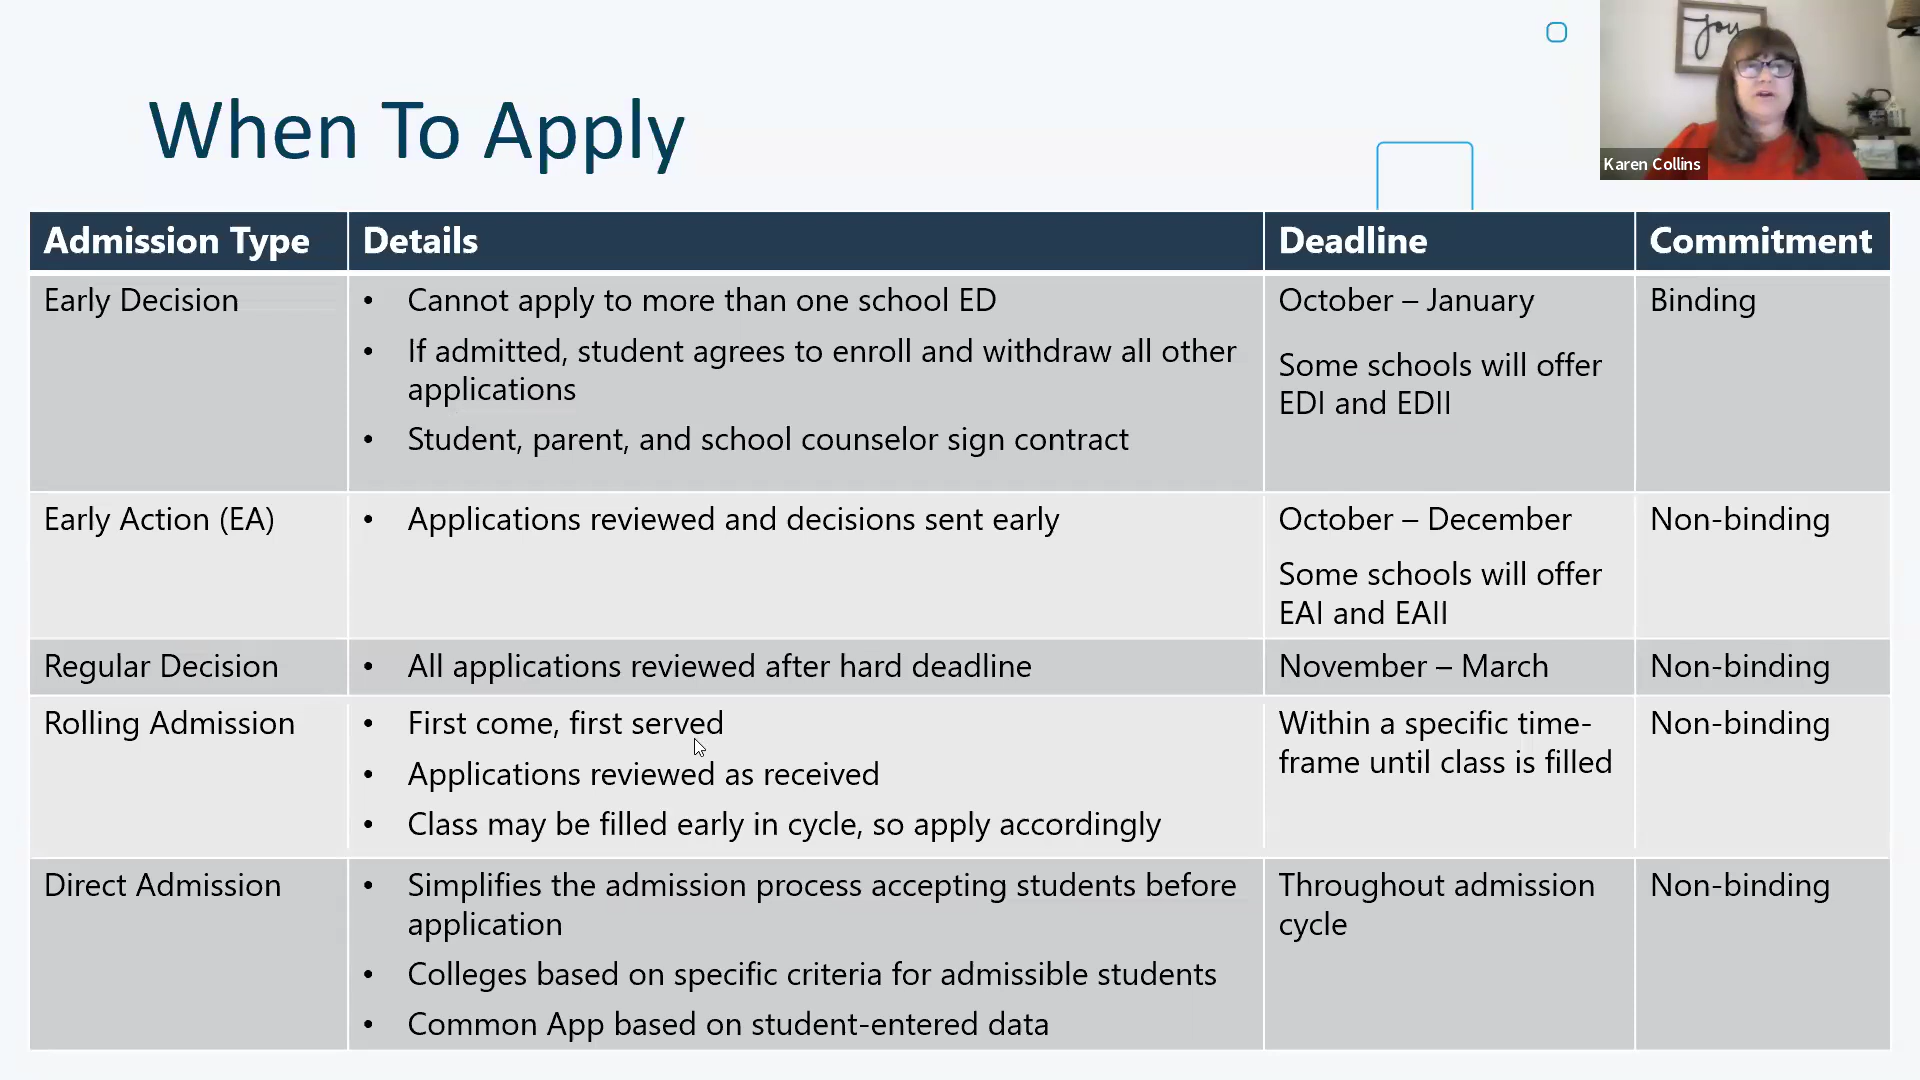 You
Karen Collins
When To Apply
Admission Type
Details
Deadline
Commitment
Early Decision
• Cannot apply to more than one school ED
• If admitted, student agrees to enroll and withdraw all other
applications
• Student, parent, and school counselor sign contract
October – January
Some schools will offer
EDI and EDII
Binding
Early Action (EA)
• Applications reviewed and decisions sent early
October – December
Some schools will offer
EAI and EAII
Non-binding
Regular Decision
• All applications reviewed after hard deadline
November – March
Non-binding
Rolling Admission
• First come, first served
• Applications reviewed as received
• Class may be filled early in cycle, so apply accordingly
Within a specific time-
frame until class is filled
Non-binding
Direct Admission
• Simplifies the admission process accepting students before
application
• Colleges based on specific criteria for admissible students
• Common App based on student-entered data
Throughout admission
cycle
Non-binding